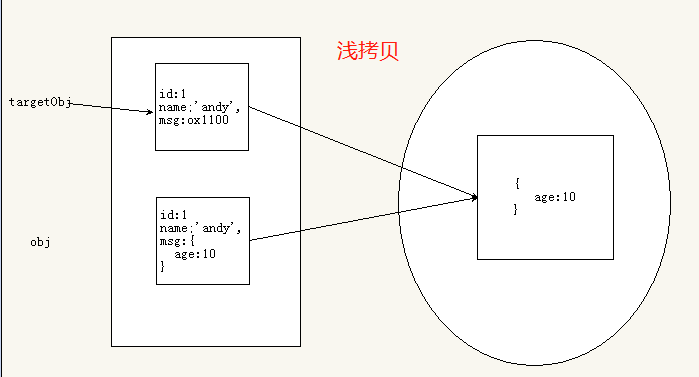 浅拷贝
targetObj
id:1
name;'andy',
msg:ox1100
{
age:10
}
obj
id:1
name:'andy',
msg:{
age:10
}